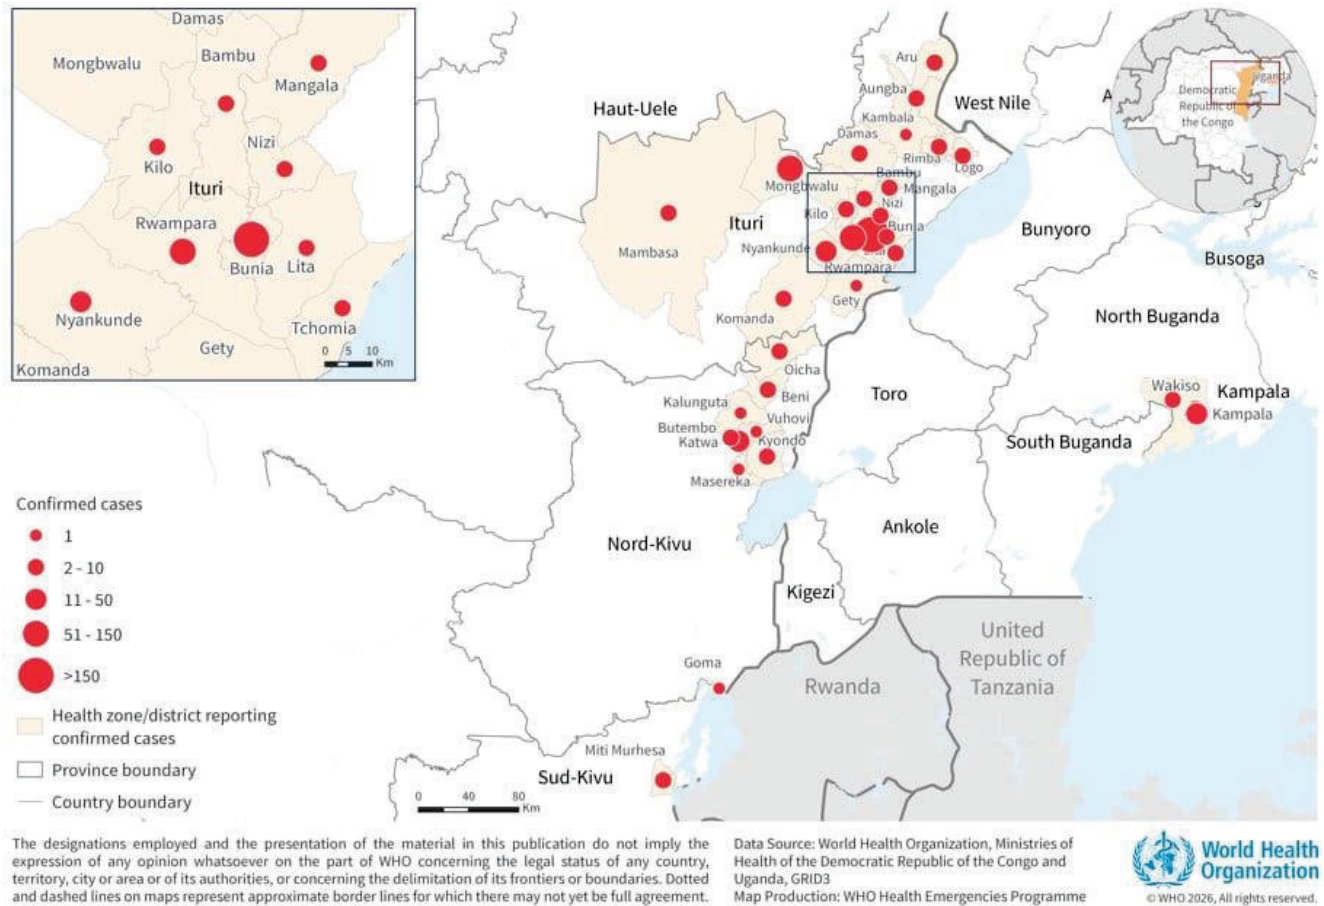 Damas
Mongbwalu
Bambu
Mangala
Nizi
Kilo
Ituri
Rwampara
Bunia
Lita
Nyankunde
Tchomia
Gety
0 5 10
Km
Komanda
Haut-Uele
Aru
Aungba
West Nile
Kambala
Damas
Rimba
Logo
Bambu
Mongbwalu
Mangala
Kilo
Nizi
Ituri
Bunia
Mambasa
Nyankunde
Rwampara
Gety
Komanda
Oicha
Beni
Kalunguta
Vuhovi
Butembo
Katwa
Kyondo
Masereka
Nord-Kivu
Goma
Miti Murhesa
Sud-Kivu
A
Democratic
Republic of
the Congo
Uganda
Bunyoro
Busoga
North Buganda
Toro
Wakiso
Kampala
Kampala
South Buganda
Ankole
Kigezi
United
Republic of
Tanzania
Rwanda
Confirmed cases
1
2 - 10
11 - 50
51 - 150
>150
Health zone/district reporting
confirmed cases
Province boundary
Country boundary
0 40 80
Km
The designations employed and the presentation of the material in this publication do not imply the
expression of any opinion whatsoever on the part of WHO concerning the legal status of any country,
territory, city or area or of its authorities, or concerning the delimitation of its frontiers or boundaries. Dotted
and dashed lines on maps represent approximate border lines for which there may not yet be full agreement.
Data Source: World Health Organization, Ministries of
Health of the Democratic Republic of the Congo and
Uganda, GRID3
Map Production: WHO Health Emergencies Programme
World Health
Organization
© WHO 2026, All rights reserved.